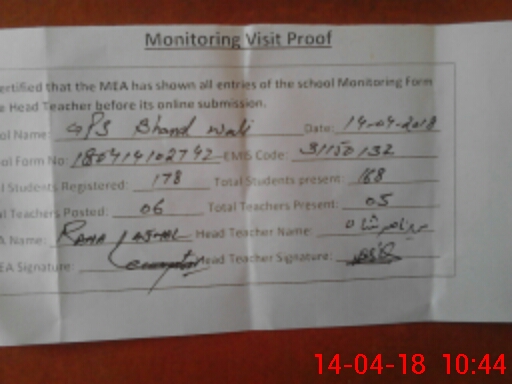 Monitoring Visit Proof
ertified that the MEA has shown all entries of the school Monitoring Form
e Head Teacher before its online submission.
ol Name: GPS Bhand wali Date: 14-04-2018
ol Form No: EMIS Code: 31150132
l Students Registered: 178 Total Students present: 168
l Teachers Posted: 06 Total Teachers Present: 05
A Name: Head Teacher Name:
EA Signature: Head Teacher Signature:
14-04-18 10:44